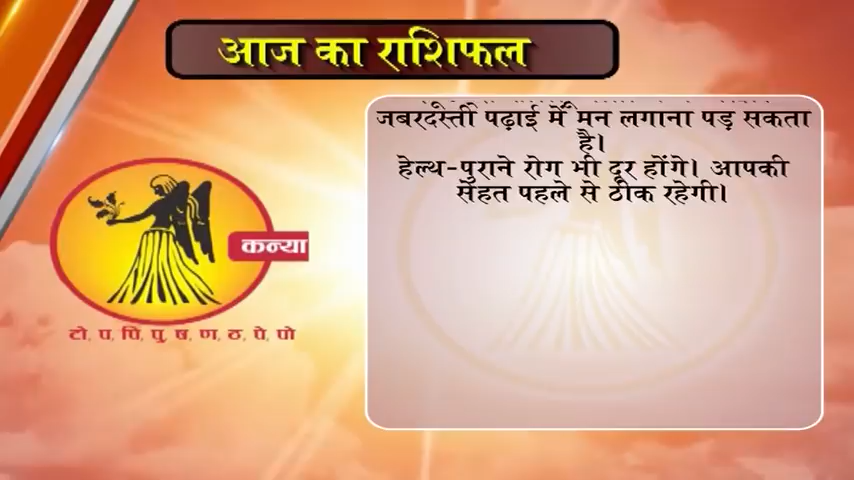 आज का राशिफल
जबरदस्ती पढ़ाई में मन लगाना पड़ सकता
है।
हेल्थ-पुराने रोग भी दूर होंगे। आपकी
सेहत पहले से ठीक रहेगी।
कन्या
टो, प, पि, पु, ष, ण, ठ, पे, पो